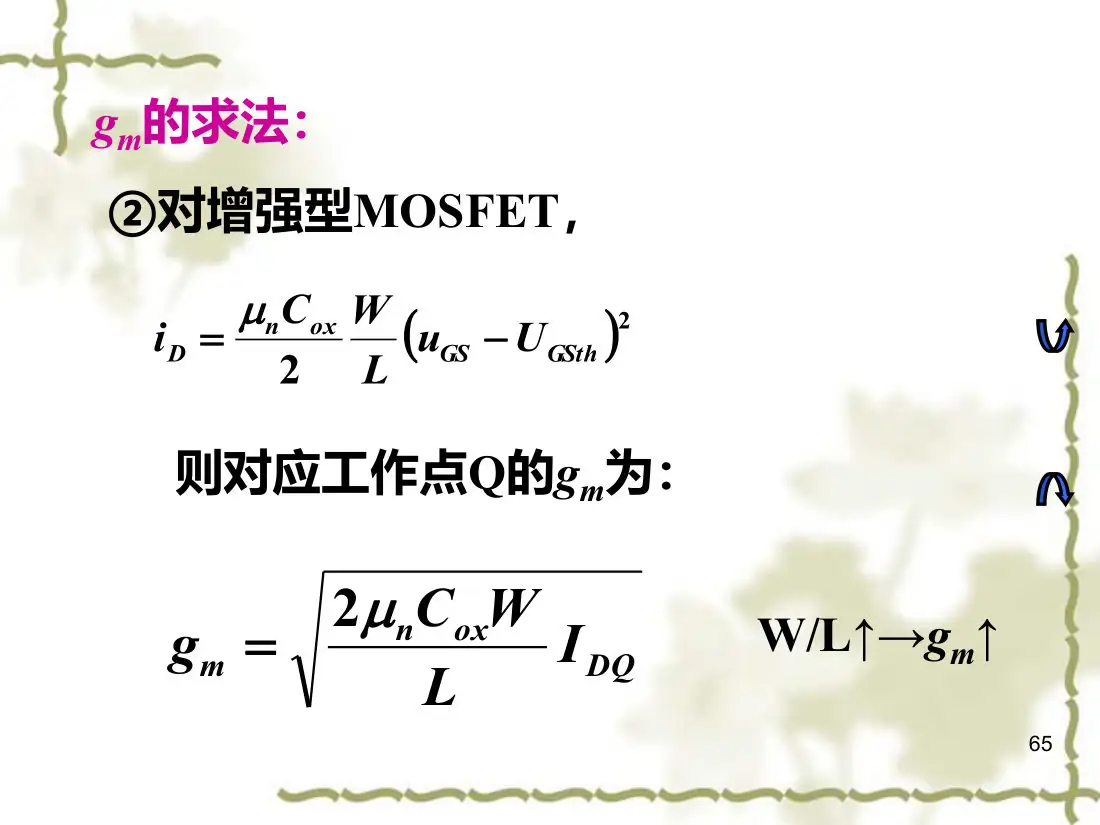 gm的求法：
②对增强型MOSFET，
iD = μnCox/2 W/L (uGS − UGSth)²
则对应工作点Q的gm为：
gm = √(2μnCoxW/L IDQ)
W/L↑→gm↑
65